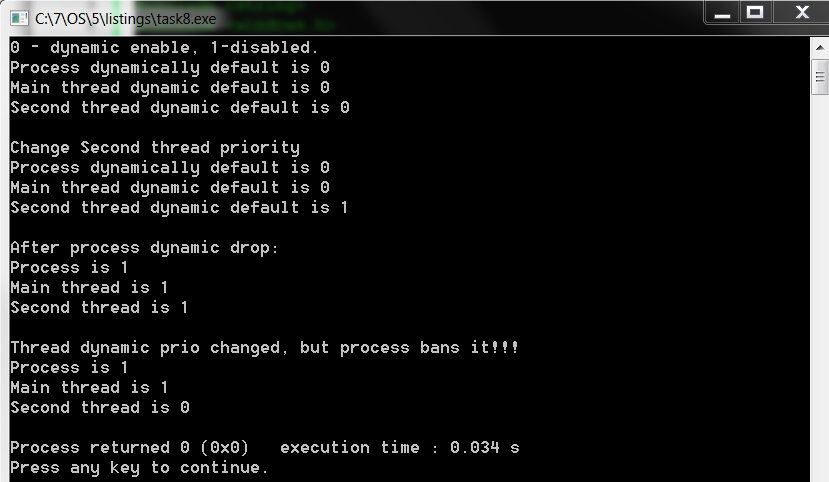 C:\7\OS\5\listings\task8.exe
0 - dynamic enable, 1-disabled.
Process dynamically default is 0
Main thread dynamic default is 0
Second thread dynamic default is 0
Change Second thread priority
Process dynamically default is 0
Main thread dynamic default is 0
Second thread dynamic default is 1
After process dynamic drop:
Process is 1
Main thread is 1
Second thread is 1
Thread dynamic prio changed, but process bans it!!!
Process is 1
Main thread is 1
Second thread is 0
Process returned 0 (0x0)   execution time : 0.034 s
Press any key to continue.